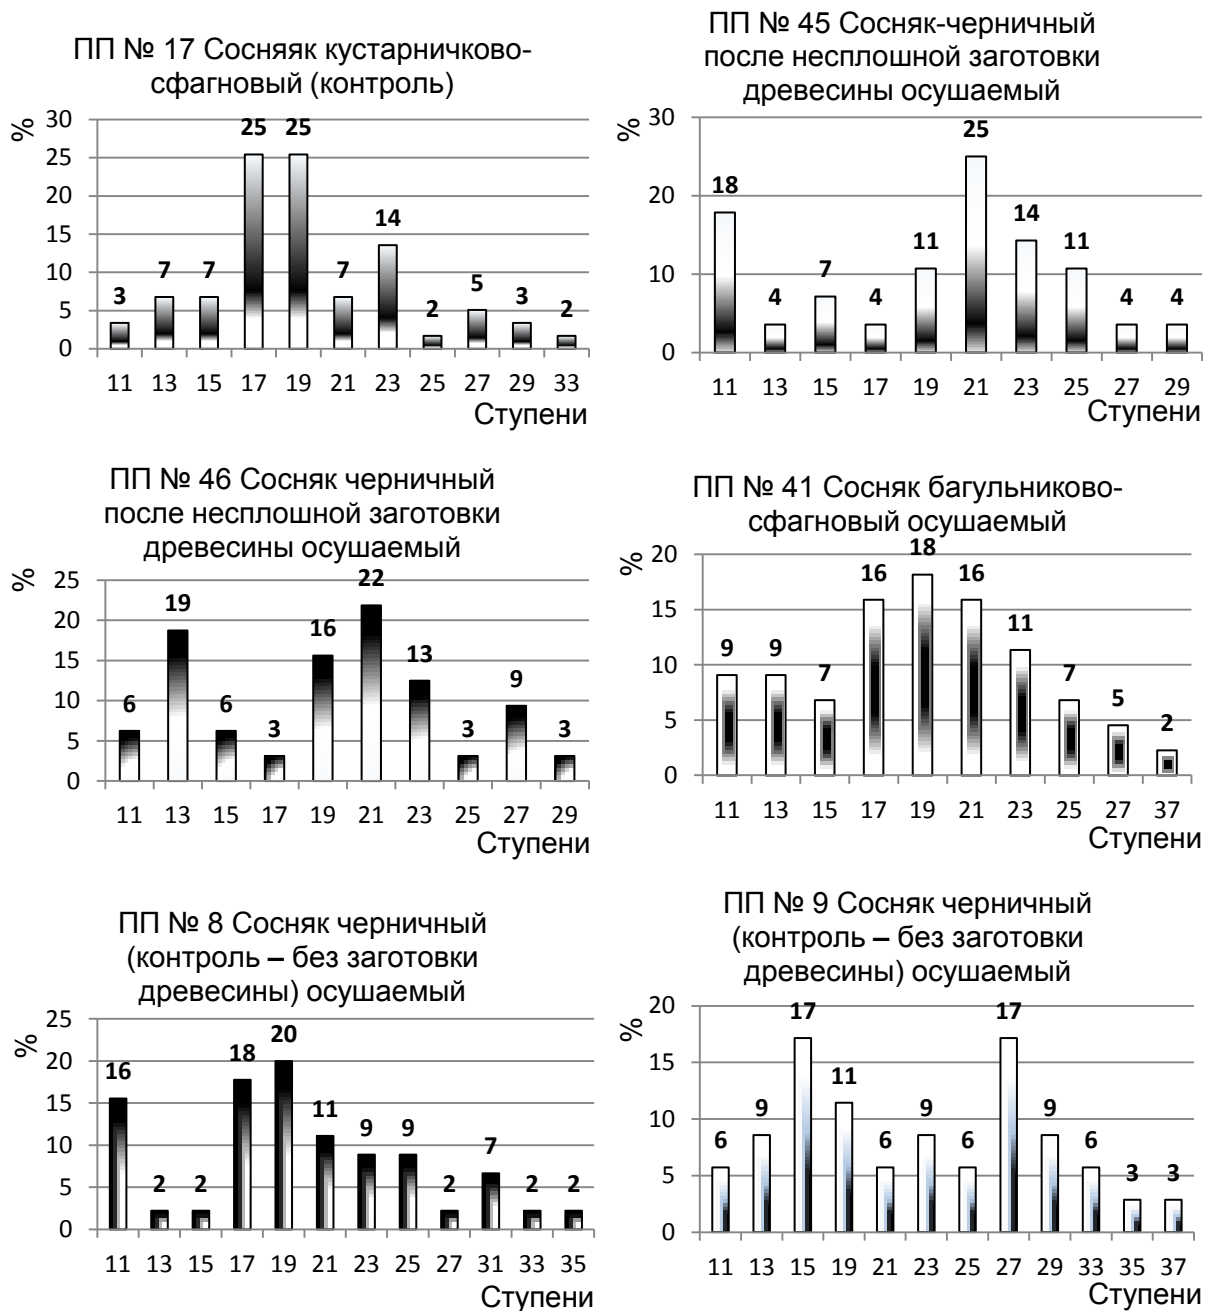 ПП № 17 Сосняяк кустарничково-
сфагновый (контроль)
%
30
25
20
15
10
5
0
3 7 7 25 25 7 14 2 5 3 2
11 13 15 17 19 21 23 25 27 29 33
Ступени
ПП № 45 Сосняк-черничный
после несплошной заготовки
древесины осушаемый
%
30
20
10
0
18 4 7 4 11 25 14 11 4 4
11 13 15 17 19 21 23 25 27 29
Ступени
ПП № 46 Сосняк черничный
после несплошной заготовки
древесины осушаемый
%
25
20
15
10
5
0
6 19 6 3 16 22 13 3 9 3
11 13 15 17 19 21 23 25 27 29
Ступени
ПП № 41 Сосняк багульниково-
сфагновый осушаемый
%
20
15
10
5
0
9 9 7 16 18 16 11 7 5 2
11 13 15 17 19 21 23 25 27 37
Ступени
ПП № 8 Сосняк черничный
(контроль – без заготовки
древесины) осушаемый
%
25
20
15
10
5
0
16 2 2 18 20 11 9 9 2 7 2 2
11 13 15 17 19 21 23 25 27 31 33 35
Ступени
ПП № 9 Сосняк черничный
(контроль – без заготовки
древесины) осушаемый
%
20
15
10
5
0
6 9 17 11 6 9 6 17 9 6 3 3
11 13 15 19 21 23 25 27 29 33 35 37
Ступени